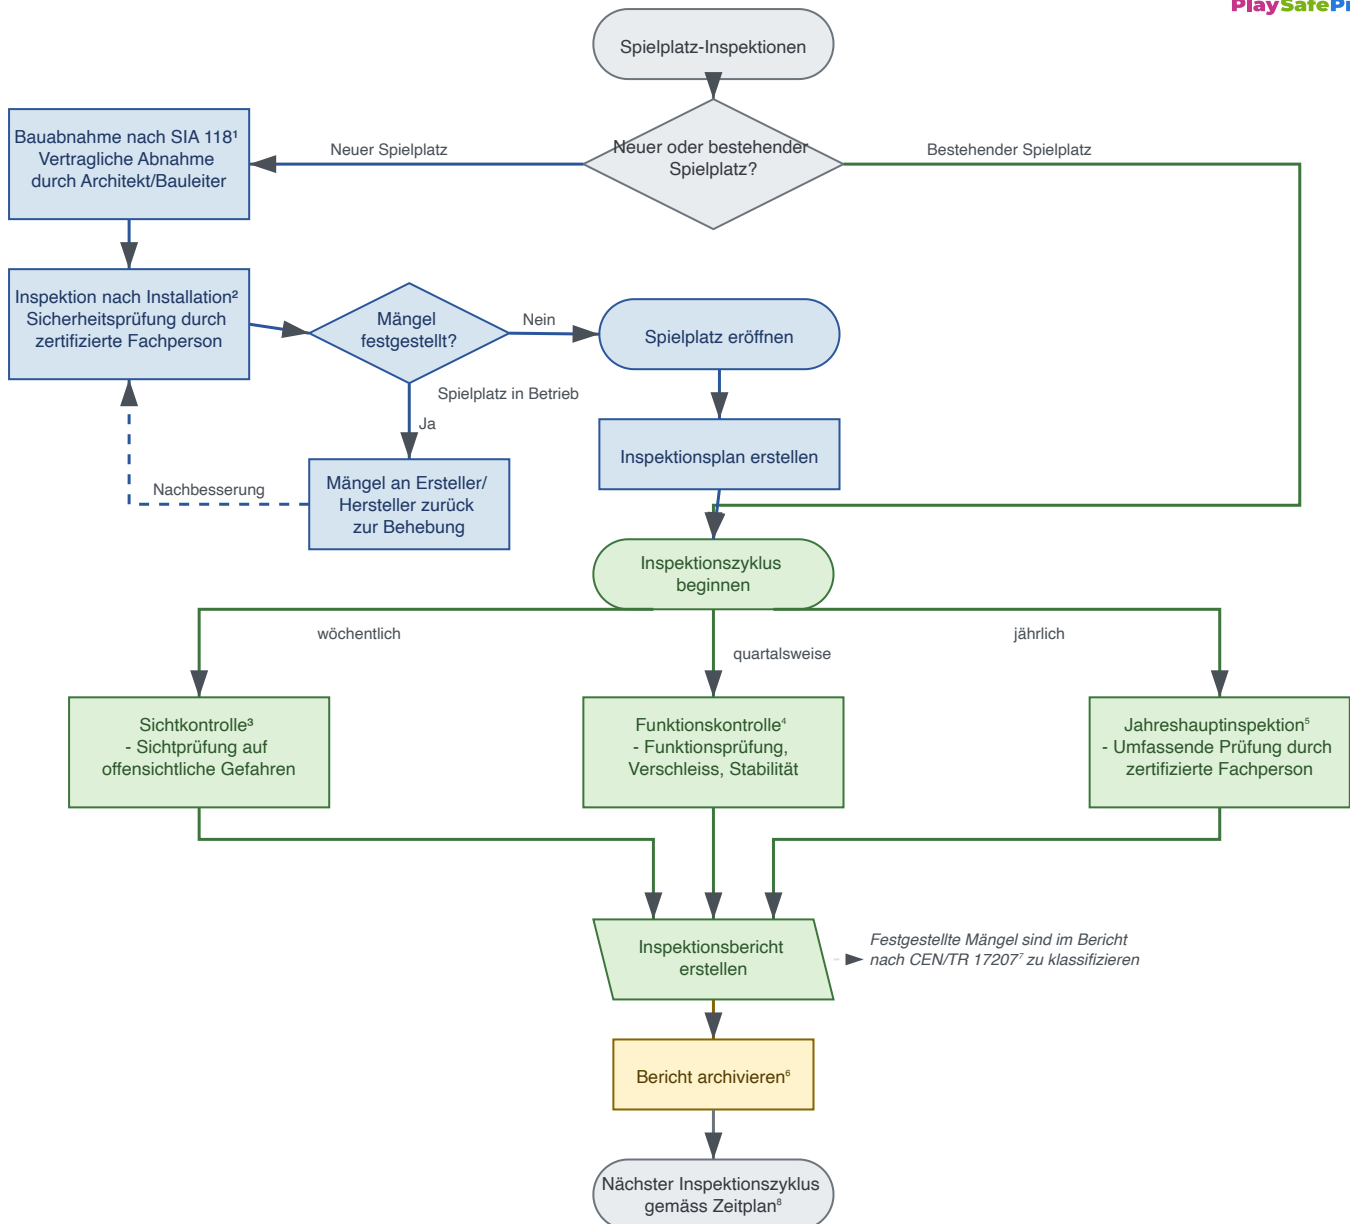 PlaySafeP
Spielplatz-Inspektionen
Neuer oder bestehender
Spielplatz?
Neuer Spielplatz
Bestehender Spielplatz
Bauabnahme nach SIA 118¹
Vertragliche Abnahme
durch Architekt/Bauleiter
Inspektion nach Installation²
Sicherheitsprüfung durch
zertifizierte Fachperson
Mängel
festgestellt?
Nein
Spielplatz eröffnen
Spielplatz in Betrieb
Ja
Inspektionsplan erstellen
Mängel an Ersteller/
Hersteller zurück
zur Behebung
Nachbesserung
Inspektionszyklus
beginnen
wöchentlich
quartalsweise
jährlich
Sichtkontrolle³
- Sichtprüfung auf
offensichtliche Gefahren
Funktionskontrolle⁴
- Funktionsprüfung,
Verschleiss, Stabilität
Jahreshauptinspektion⁵
- Umfassende Prüfung durch
zertifizierte Fachperson
Inspektionsbericht
erstellen
Festgestellte Mängel sind im Bericht
nach CEN/TR 17207⁷ zu klassifizieren
Bericht archivieren⁶
Nächster Inspektionszyklus
gemäss Zeitplan⁸